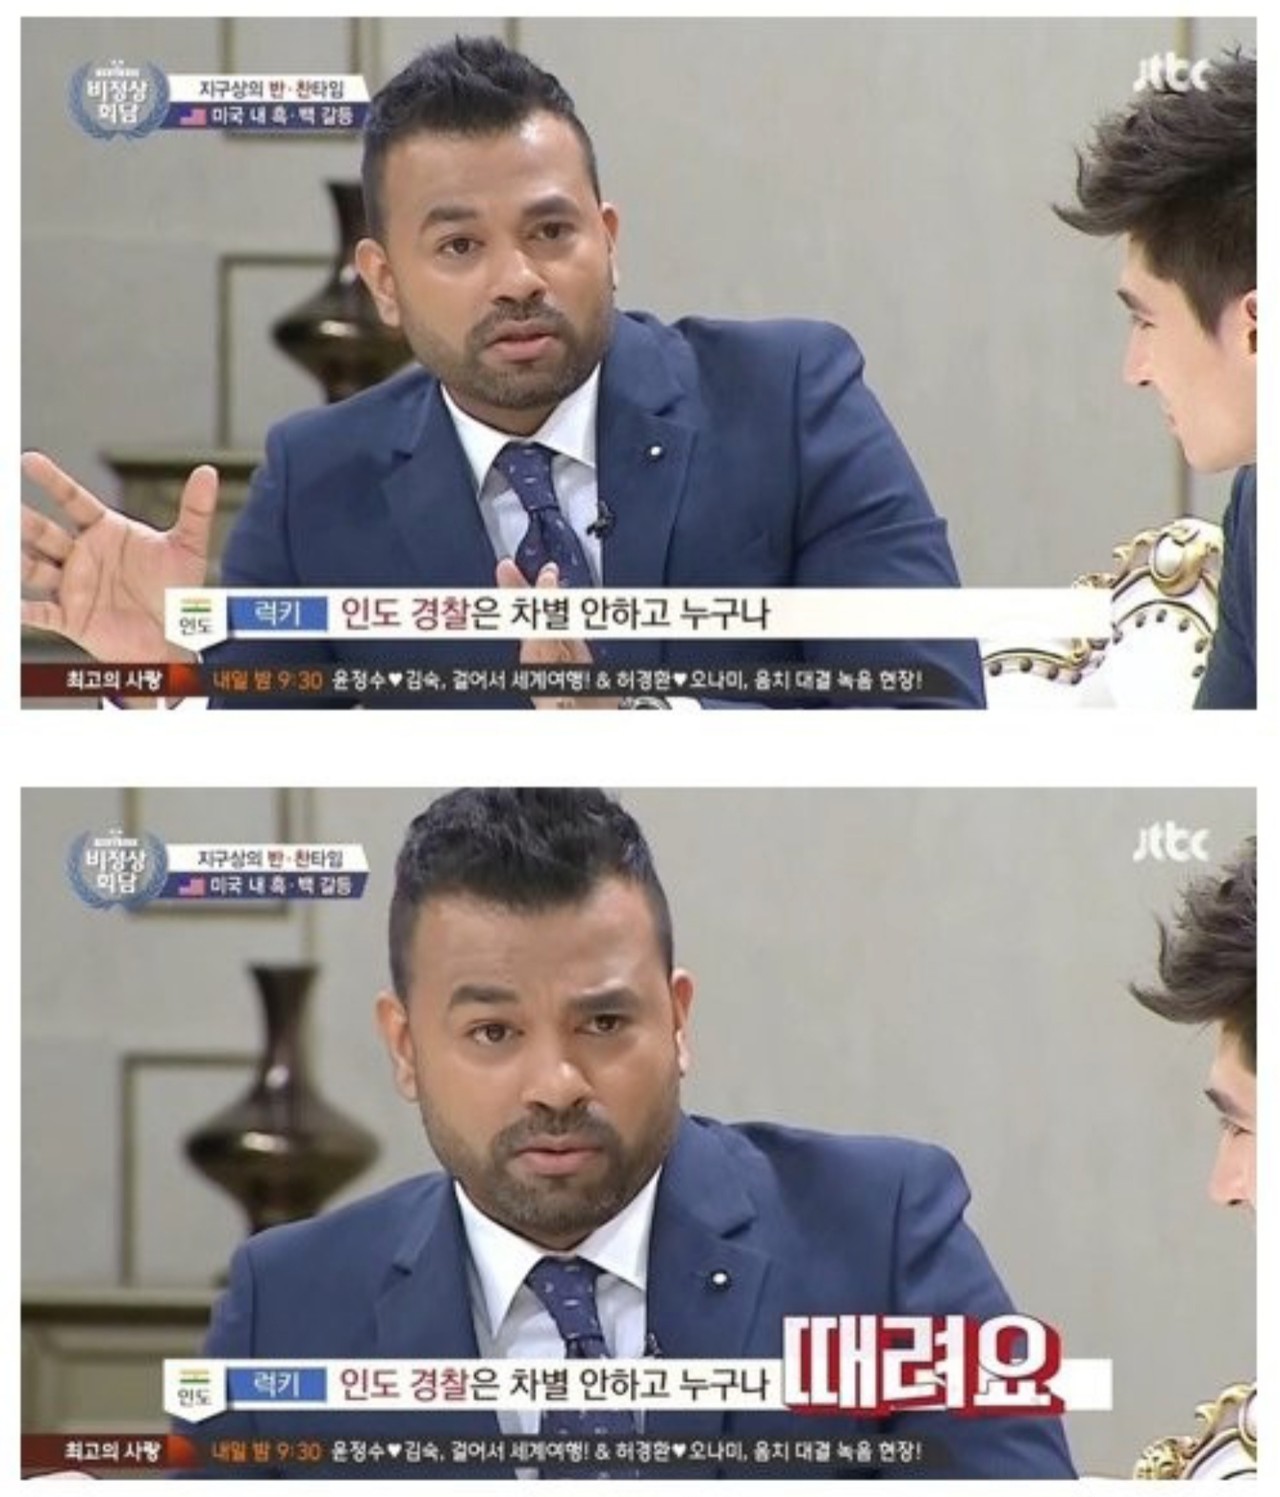 비정상
회담
지구상의 반·찬타임
미국 내 흑·백 갈등
jtbc
인도
럭키
인도 경찰은 차별 안하고 누구나
최고의 사랑
내일 밤 9:30 윤정수♥김숙, 걸어서 세계여행! & 허경환♥오나미, 음치 대결 녹음 현장!
비정상
회담
지구상의 반·찬타임
미국 내 흑·백 갈등
jtbc
인도
럭키
인도 경찰은 차별 안하고 누구나 때려요
최고의 사랑
내일 밤 9:30 윤정수♥김숙, 걸어서 세계여행! & 허경환♥오나미, 음치 대결 녹음 현장!